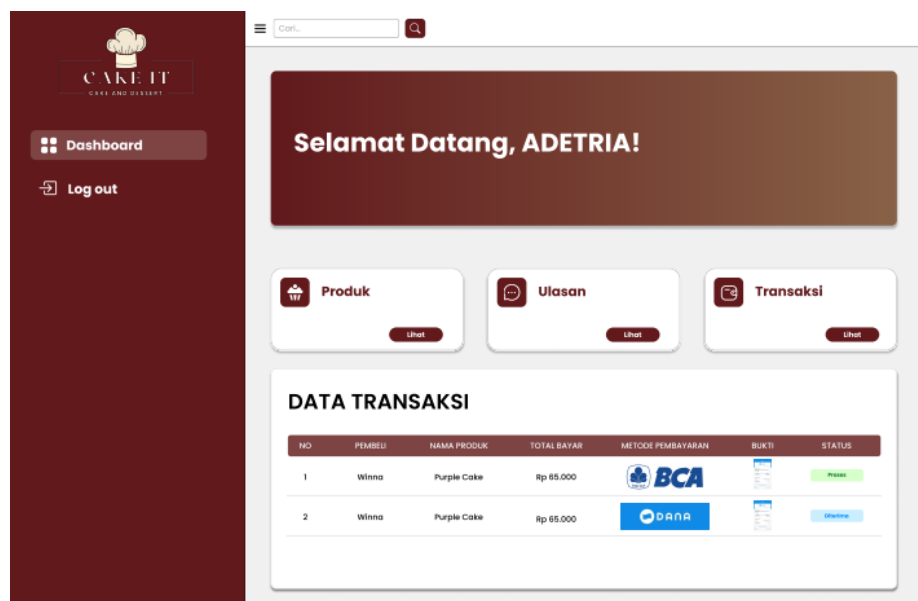 CAKE IT
CAKE AND DESSERT
Dashboard
Log out
Cari...
Selamat Datang, ADETRIA!
Produk
Lihat
Ulasan
Lihat
Transaksi
Lihat
DATA TRANSAKSI
NO PEMBELI NAMA PRODUK TOTAL BAYAR METODE PEMBAYARAN BUKTI STATUS
1 Winna Purple Cake Rp 65.000 BCA Proses
2 Winna Purple Cake Rp 65.000 DANA Diterima